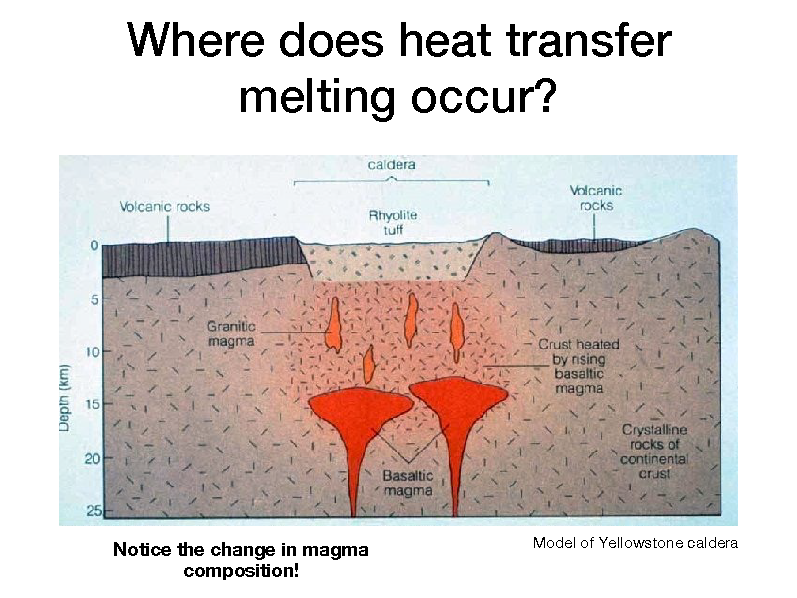 Where does heat transfer
melting occur?
caldera
Volcanic rocks
Rhyolite
tuff
Volcanic
rocks
0
5
10
15
20
25
Depth (km)
Granitic
magma
Crust heated
by rising
basaltic
magma
Crystalline
rocks of
continental
crust
Basaltic
magma
Notice the change in magma
composition!
Model of Yellowstone caldera